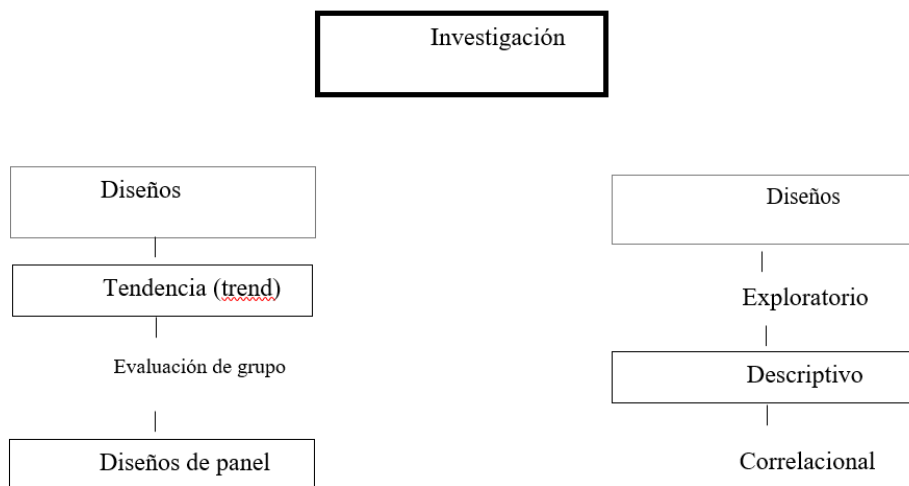 Investigación
Diseños
Tendencia (trend)
Evaluación de grupo
Diseños de panel
Diseños
Exploratorio
Descriptivo
Correlacional